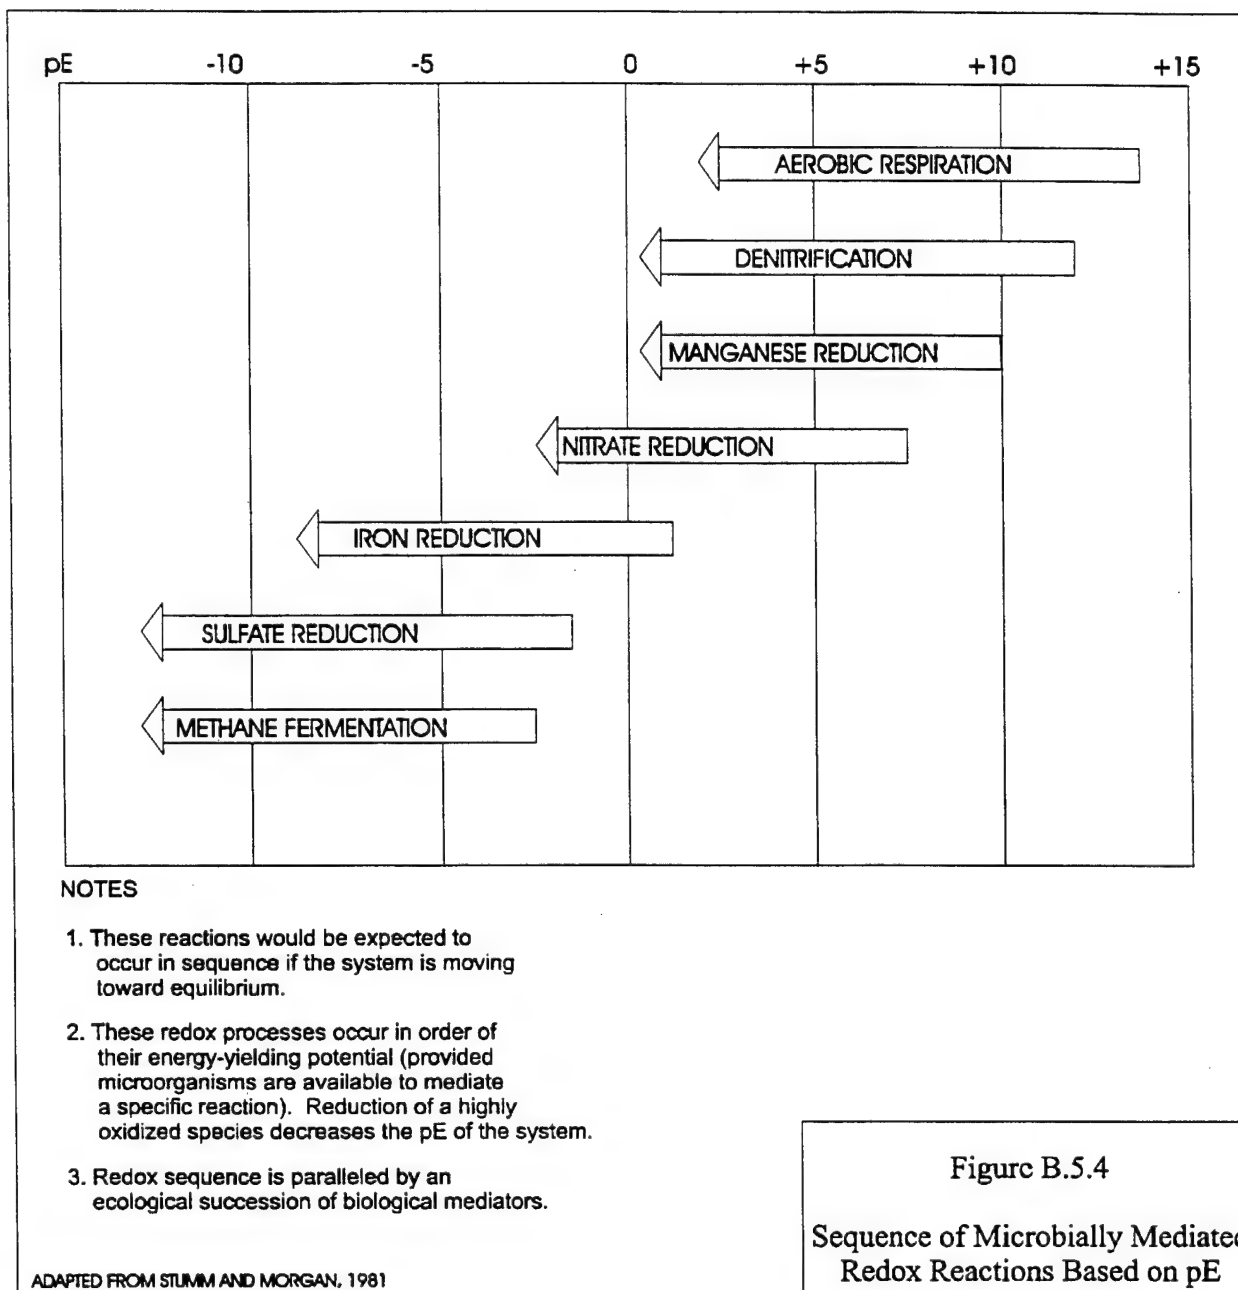 pE -10 -5 0 +5 +10 +15
AEROBIC RESPIRATION
DENITRIFICATION
MANGANESE REDUCTION
NITRATE REDUCTION
IRON REDUCTION
SULFATE REDUCTION
METHANE FERMENTATION
NOTES
1. These reactions would be expected to
occur in sequence if the system is moving
toward equilibrium.
2. These redox processes occur in order of
their energy-yielding potential (provided
microorganisms are available to mediate
a specific reaction). Reduction of a highly
oxidized species decreases the pE of the system.
3. Redox sequence is paralleled by an
ecological succession of biological mediators.
ADAPTED FROM STUMM AND MORGAN, 1981
Figure B.5.4
Sequence of Microbially Mediated
Redox Reactions Based on pE